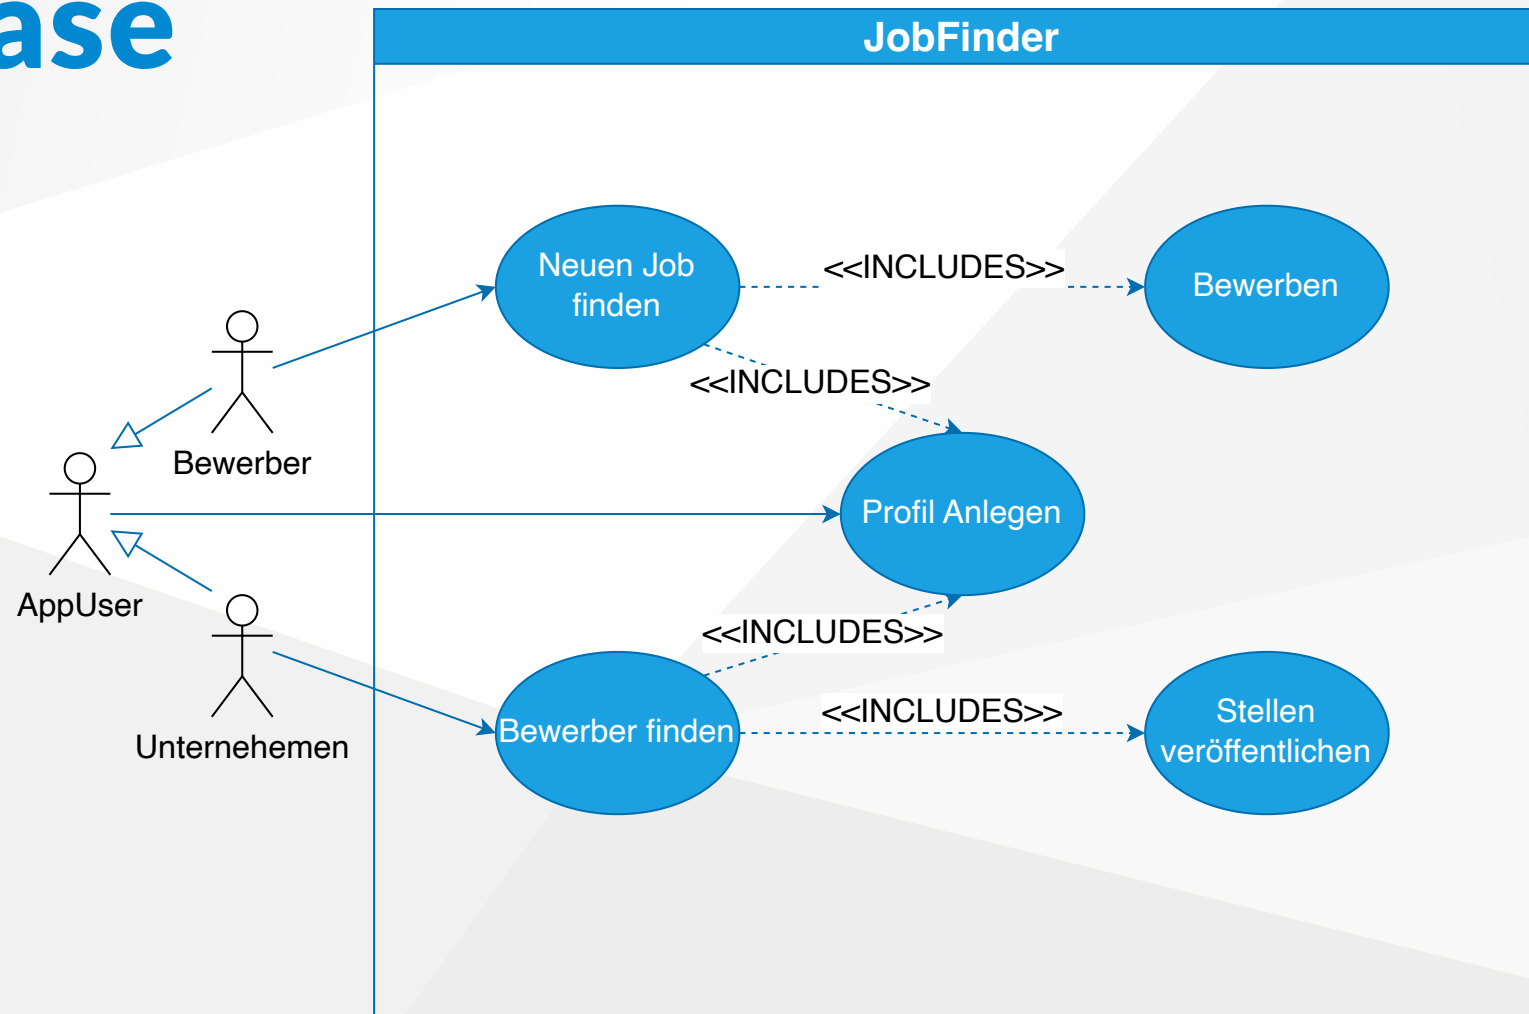 ase
JobFinder
Neuen Job
finden
<<INCLUDES>>
Bewerben
<<INCLUDES>>
Bewerber
Profil Anlegen
AppUser
<<INCLUDES>>
Bewerber finden
<<INCLUDES>>
Stellen
veröffentlichen
Unternehemen